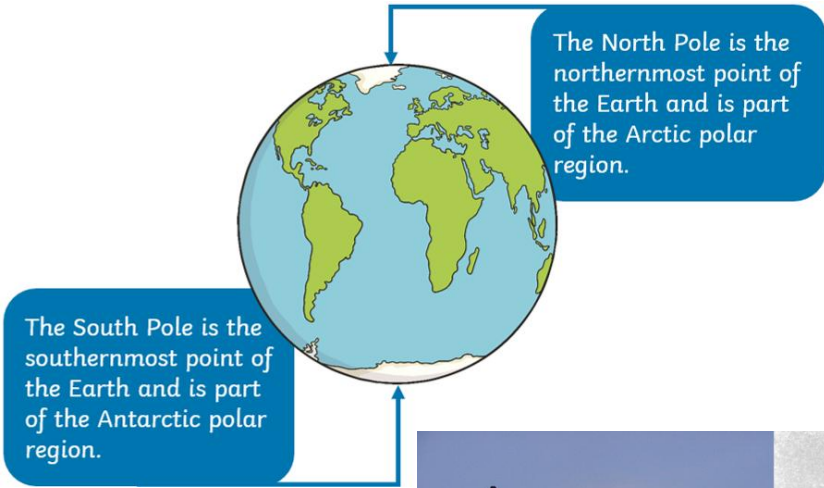 The North Pole is the
northernmost point of
the Earth and is part
of the Arctic polar
region.
The South Pole is the
southernmost point of
the Earth and is part
of the Antarctic polar
region.